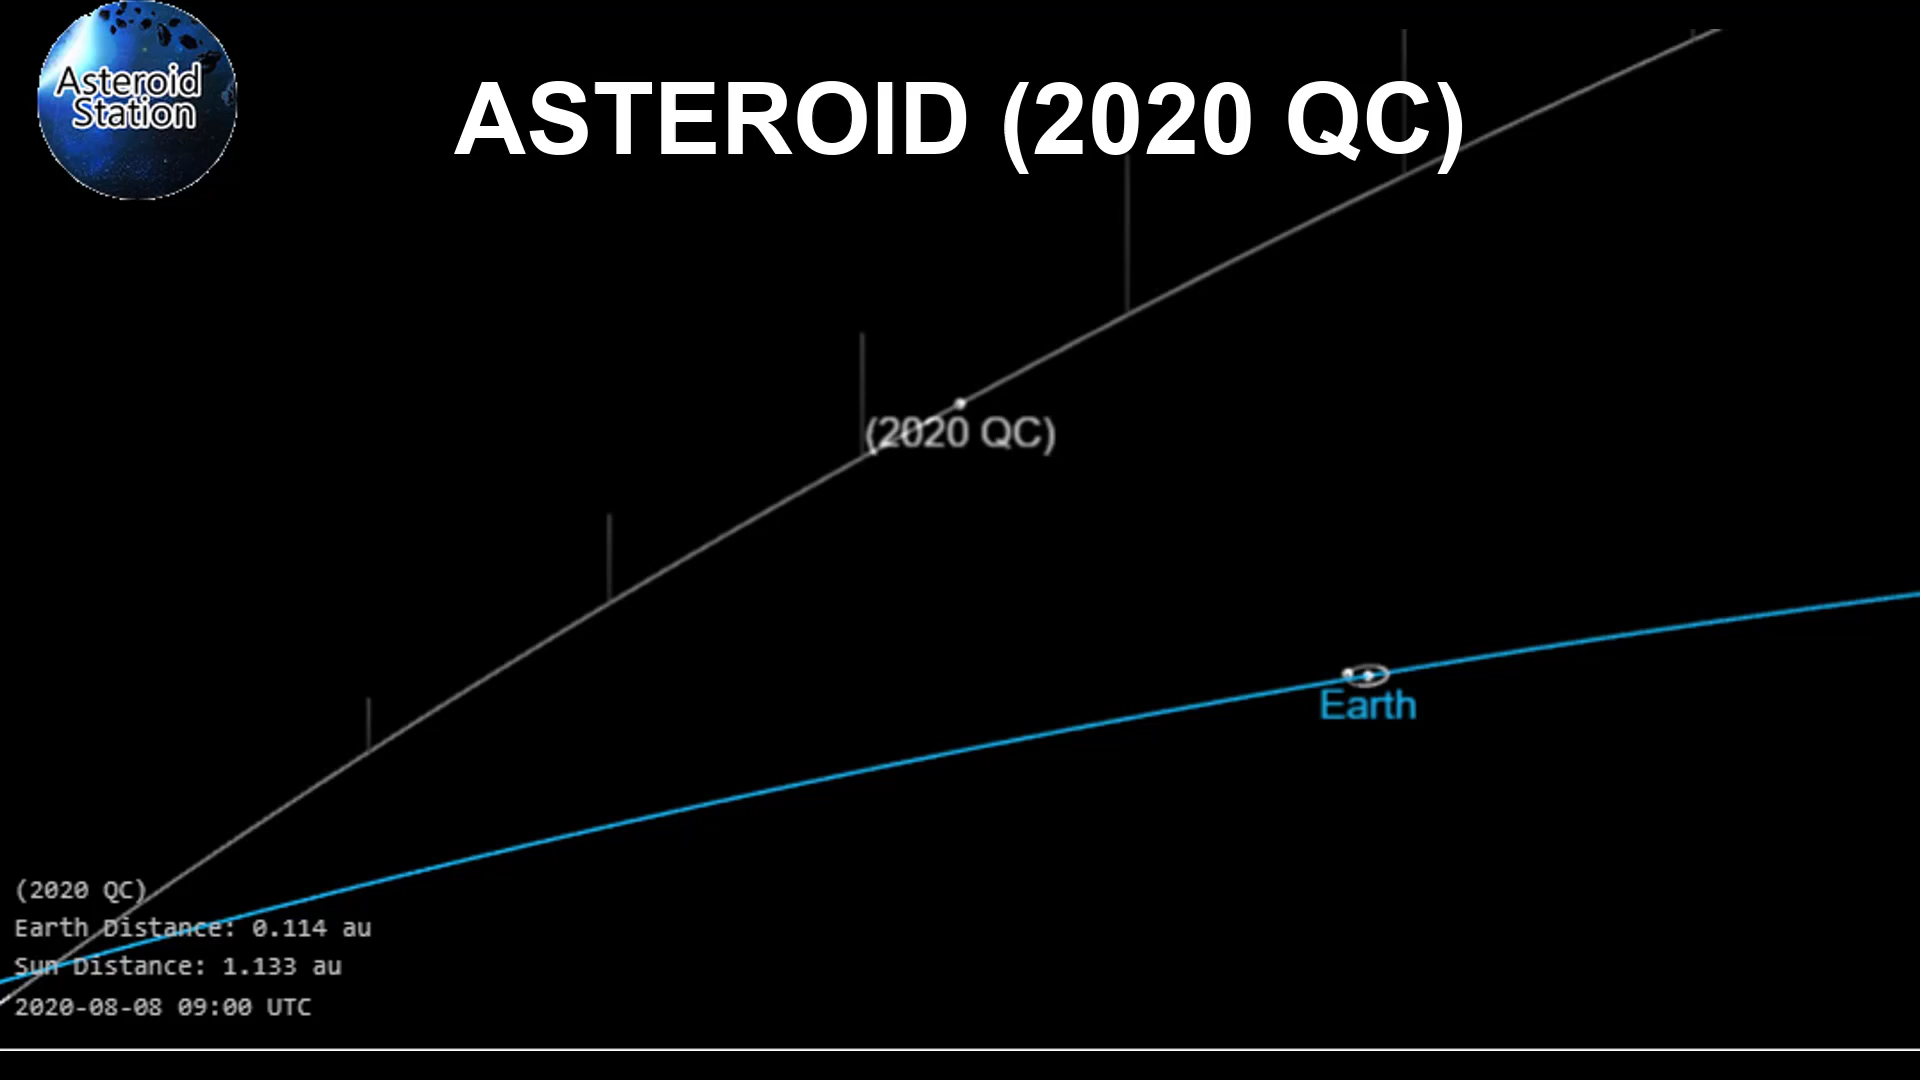 Asteroid
Station
ASTEROID (2020 QC)
(2020 QC)
Earth
(2020 QC)
Earth Distance: 0.114 au
Sun Distance: 1.133 au
2020-08-08 09:00 UTC